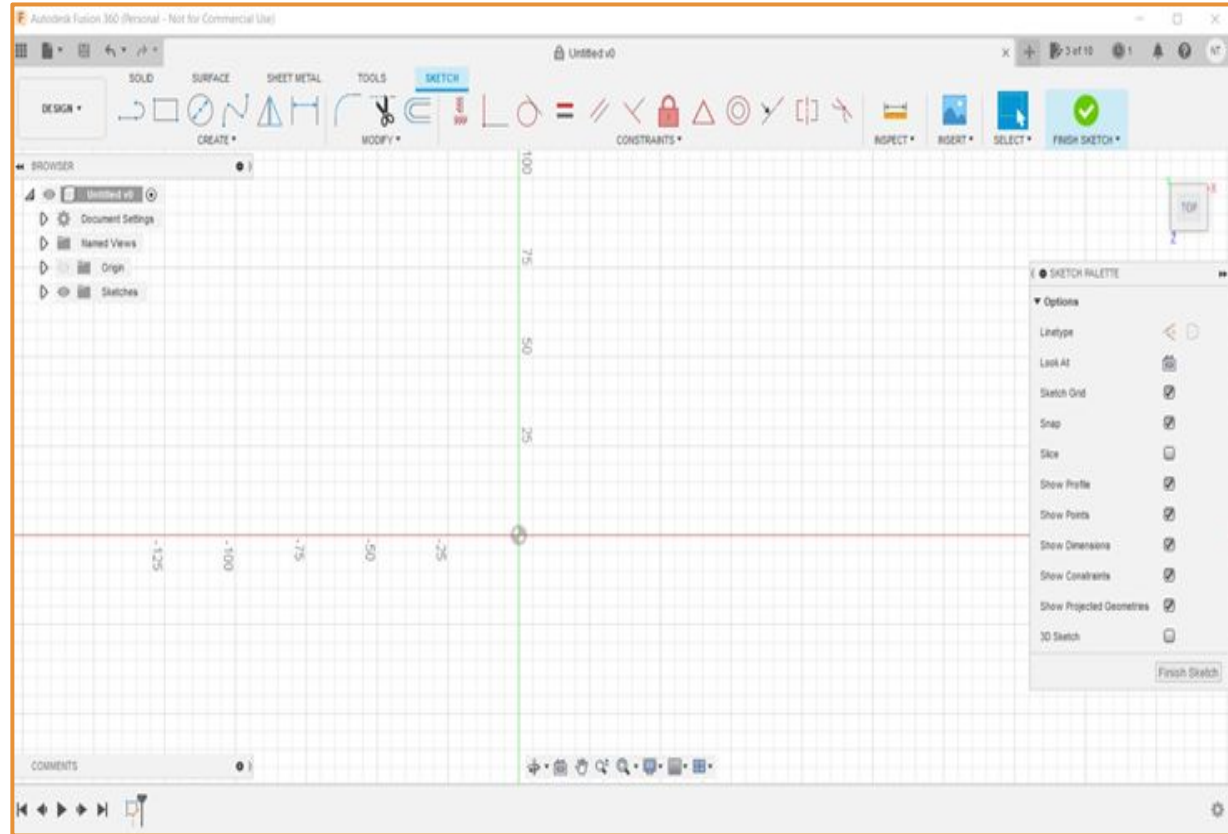 Autodesk Fusion 360 (Personal - Not for Commercial Use)
Untitled v0
3 of 10
1
NT
SOLID SURFACE SHEET METAL TOOLS SKETCH
DESIGN
CREATE MODIFY CONSTRAINTS INSPECT INSERT SELECT FINISH SKETCH
BROWSER
Untitled v0
Document Settings
Named Views
Origin
Sketches
100
75
50
25
-125 -100 -75 -50 -25
TOP
X
Z
SKETCH PALETTE
Options
Linetype
Look At
Sketch Grid
Snap
Slice
Show Profile
Show Points
Show Dimensions
Show Constraints
Show Projected Geometries
3D Sketch
Finish Sketch
COMMENTS